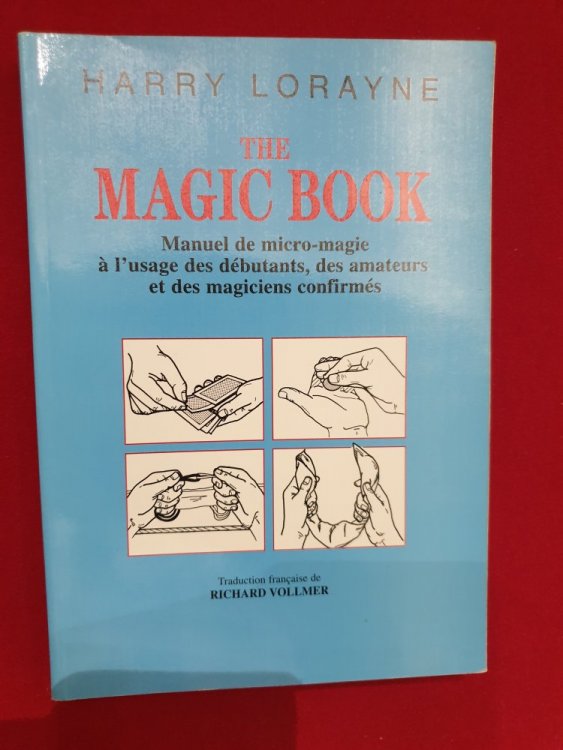 HARRY LORAYNE
THE
MAGIC BOOK
Manuel de micro-magie
à l'usage des débutants, des amateurs
et des magiciens confirmés
Traduction française de
RICHARD VOLLMER